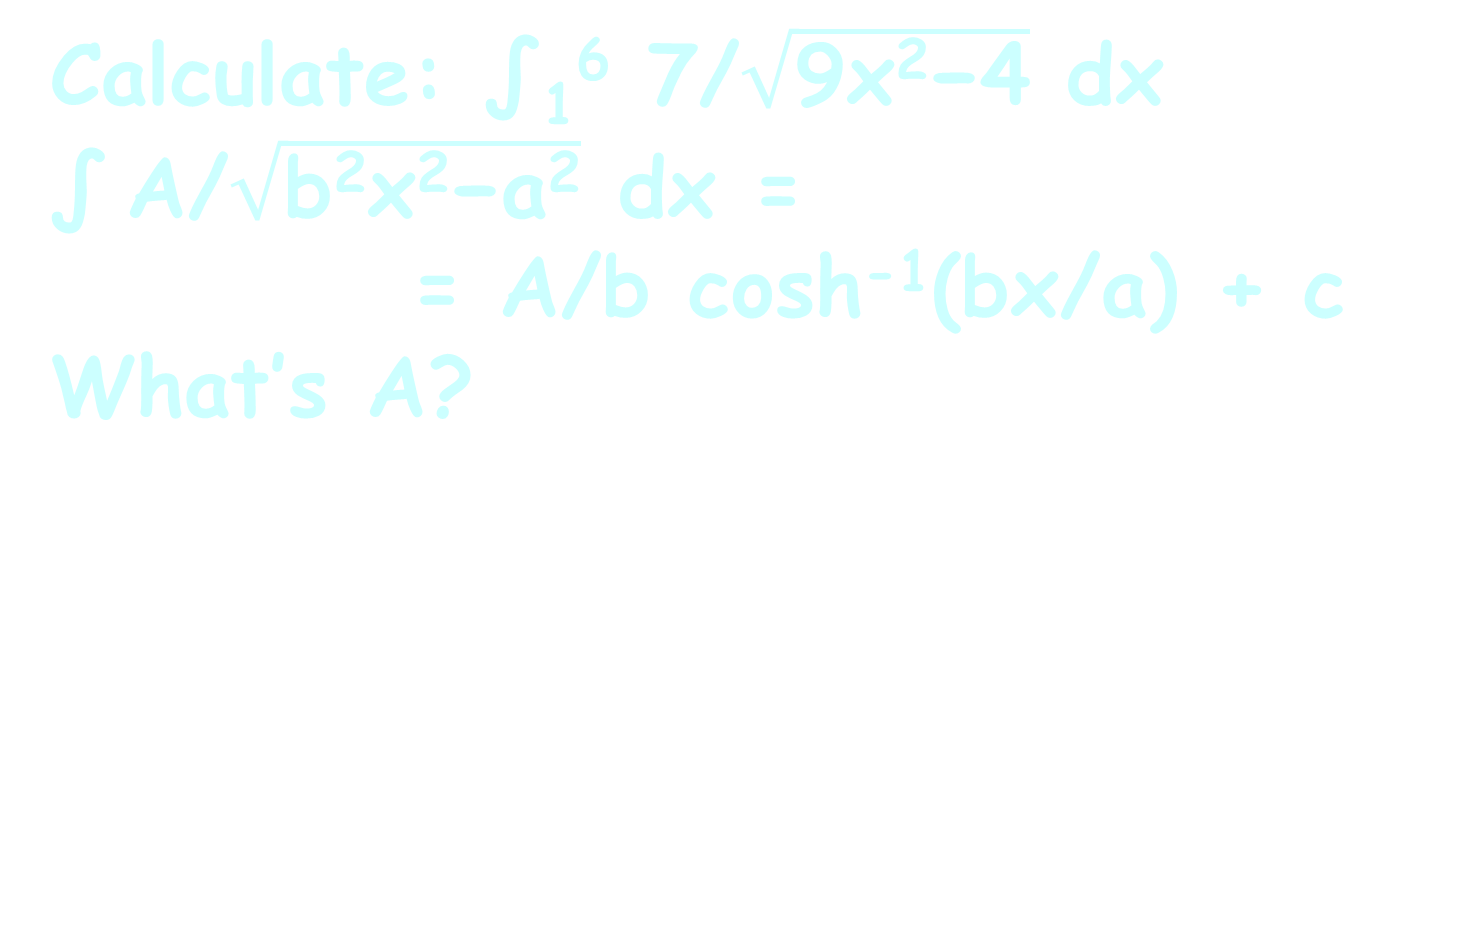 Calculate: ∫₁⁶ 7/√9x²–4 dx
∫ A/√b²x²–a² dx =
= A/b cosh⁻¹(bx/a) + c
What’s A?